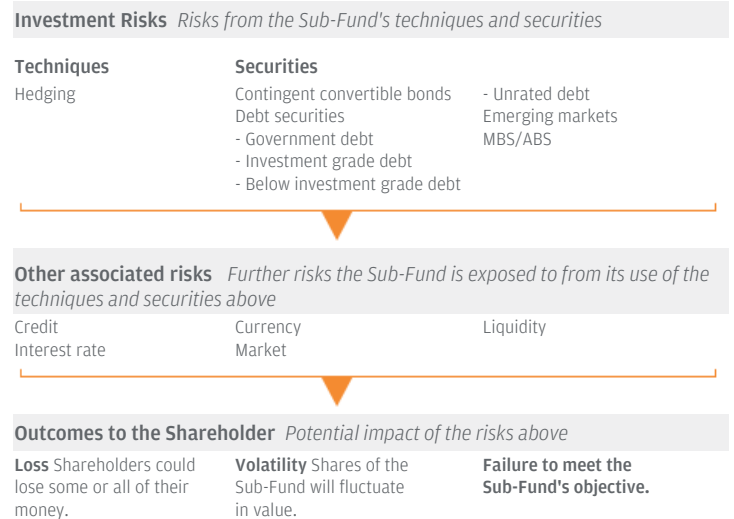 Investment Risks Risks from the Sub-Fund's techniques and securities
Techniques
Hedging
Securities
Contingent convertible bonds
Debt securities
- Government debt
- Investment grade debt
- Below investment grade debt
- Unrated debt
Emerging markets
MBS/ABS
Other associated risks Further risks the Sub-Fund is exposed to from its use of the
techniques and securities above
Credit
Interest rate
Currency
Market
Liquidity
Outcomes to the Shareholder Potential impact of the risks above
Loss Shareholders could
lose some or all of their
money.
Volatility Shares of the
Sub-Fund will fluctuate
in value.
Failure to meet the
Sub-Fund's objective.